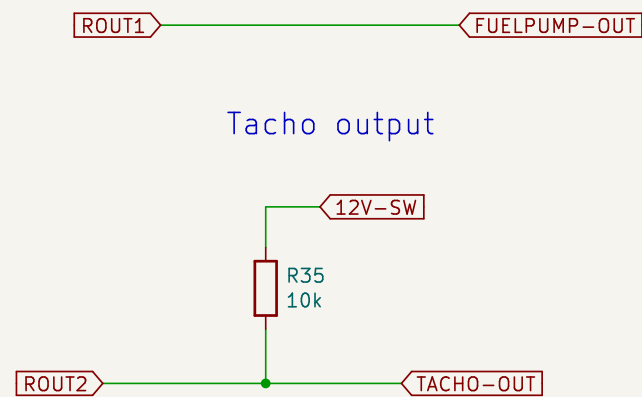 ROUT1
FUELPUMP-OUT
Tacho output
12V-SW
R35
10k
ROUT2
TACHO-OUT